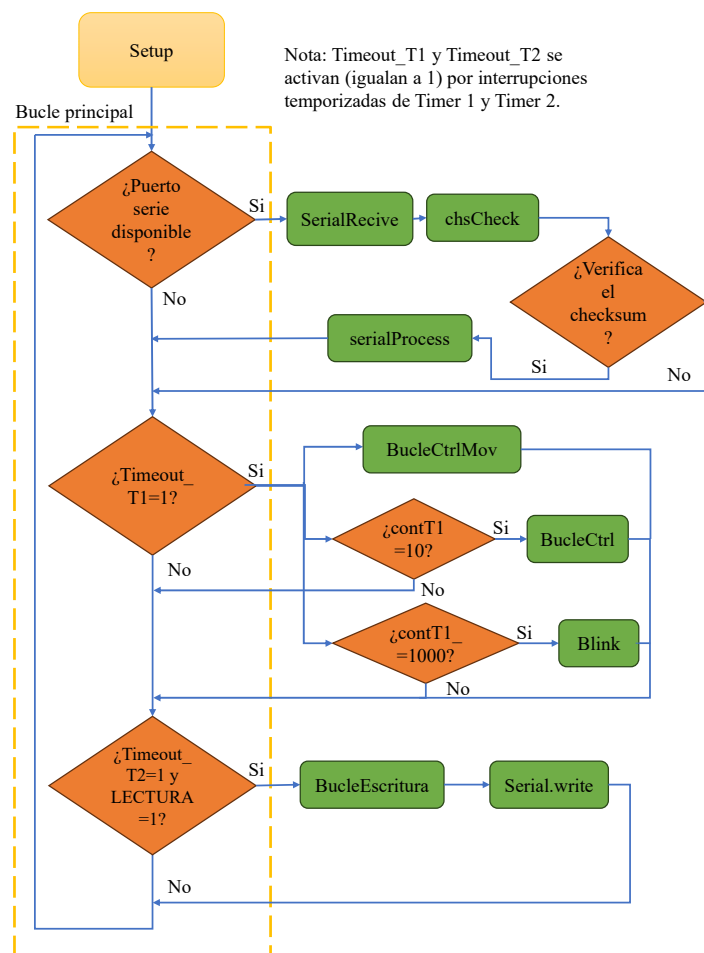 Setup
Nota: Timeout_T1 y Timeout_T2 se
activan (igualan a 1) por interrupciones
temporizadas de Timer 1 y Timer 2.
Bucle principal
¿Puerto
serie
disponible
?
Si
SerialRecive
chsCheck
¿Verifica
el
checksum
?
No
serialProcess
Si
No
¿Timeout_
T1=1?
Si
BucleCtrlMov
¿contT1
=10?
Si
BucleCtrl
No
No
¿contT1_
=1000?
Si
Blink
No
¿Timeout_
T2=1 y
LECTURA
=1?
Si
BucleEscritura
Serial.write
No